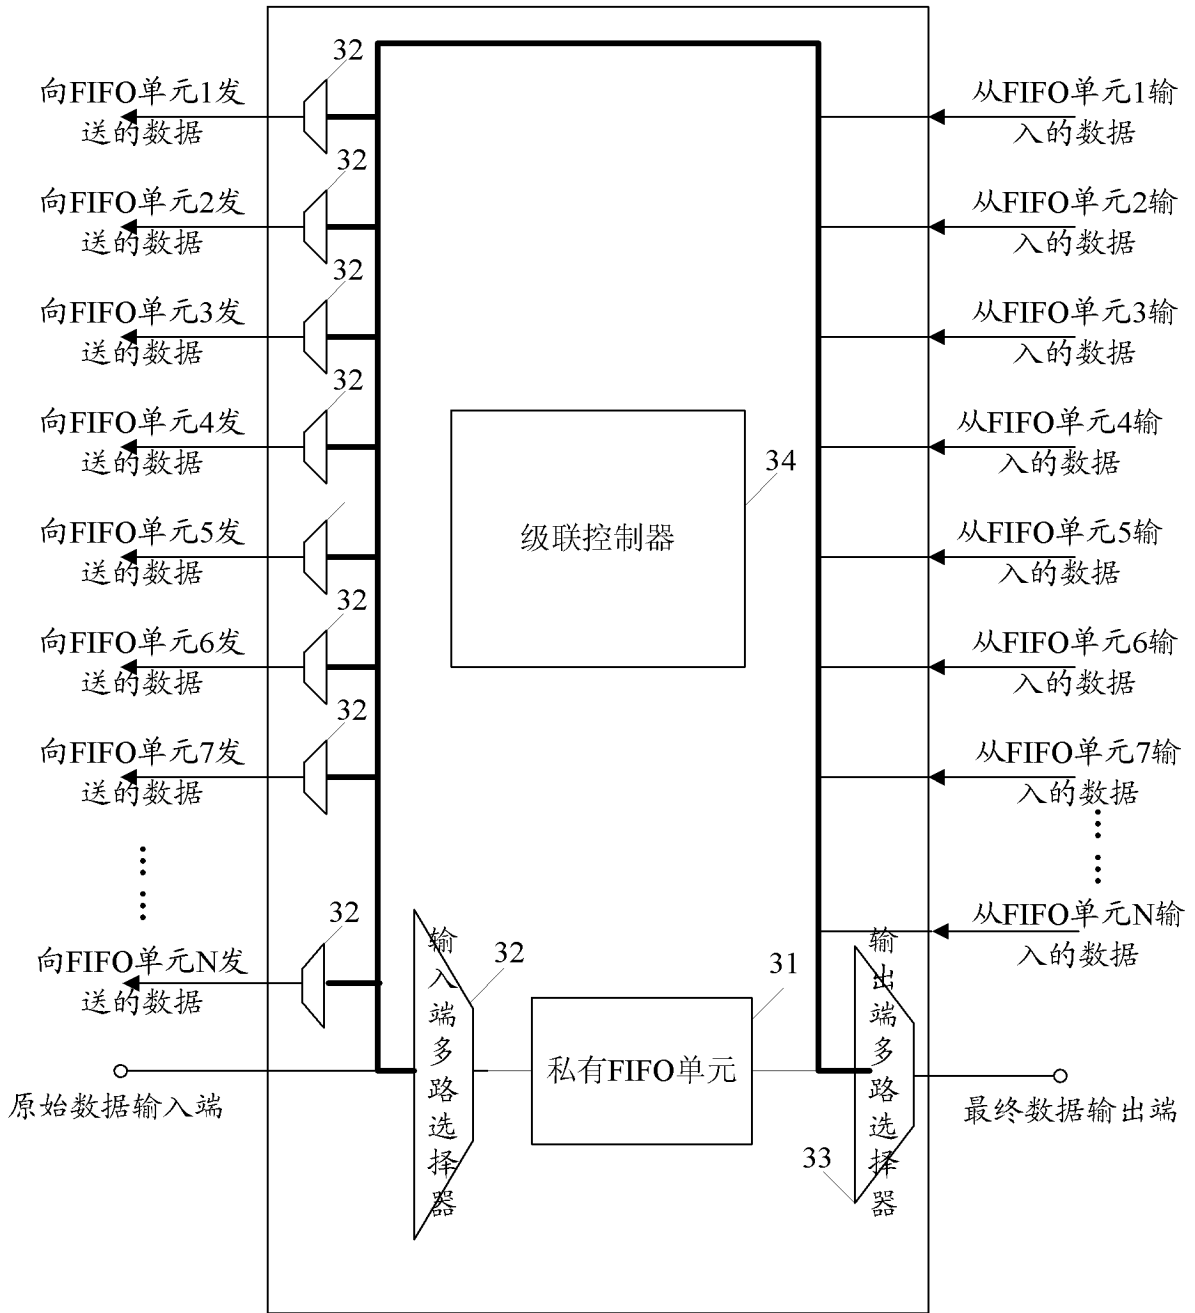 32
向FIFO单元1发
送的数据
从FIFO单元1输
入的数据
32
向FIFO单元2发
送的数据
从FIFO单元2输
入的数据
32
向FIFO单元3发
送的数据
从FIFO单元3输
入的数据
32
向FIFO单元4发
送的数据
从FIFO单元4输
入的数据
34
级联控制器
向FIFO单元5发
送的数据
从FIFO单元5输
入的数据
32
向FIFO单元6发
送的数据
从FIFO单元6输
入的数据
32
向FIFO单元7发
送的数据
从FIFO单元7输
入的数据
32
向FIFO单元N发
送的数据
从FIFO单元N输
入的数据
输入端多路选择器
32
31
私有FIFO单元
输出端多路选择器
33
原始数据输入端
最终数据输出端